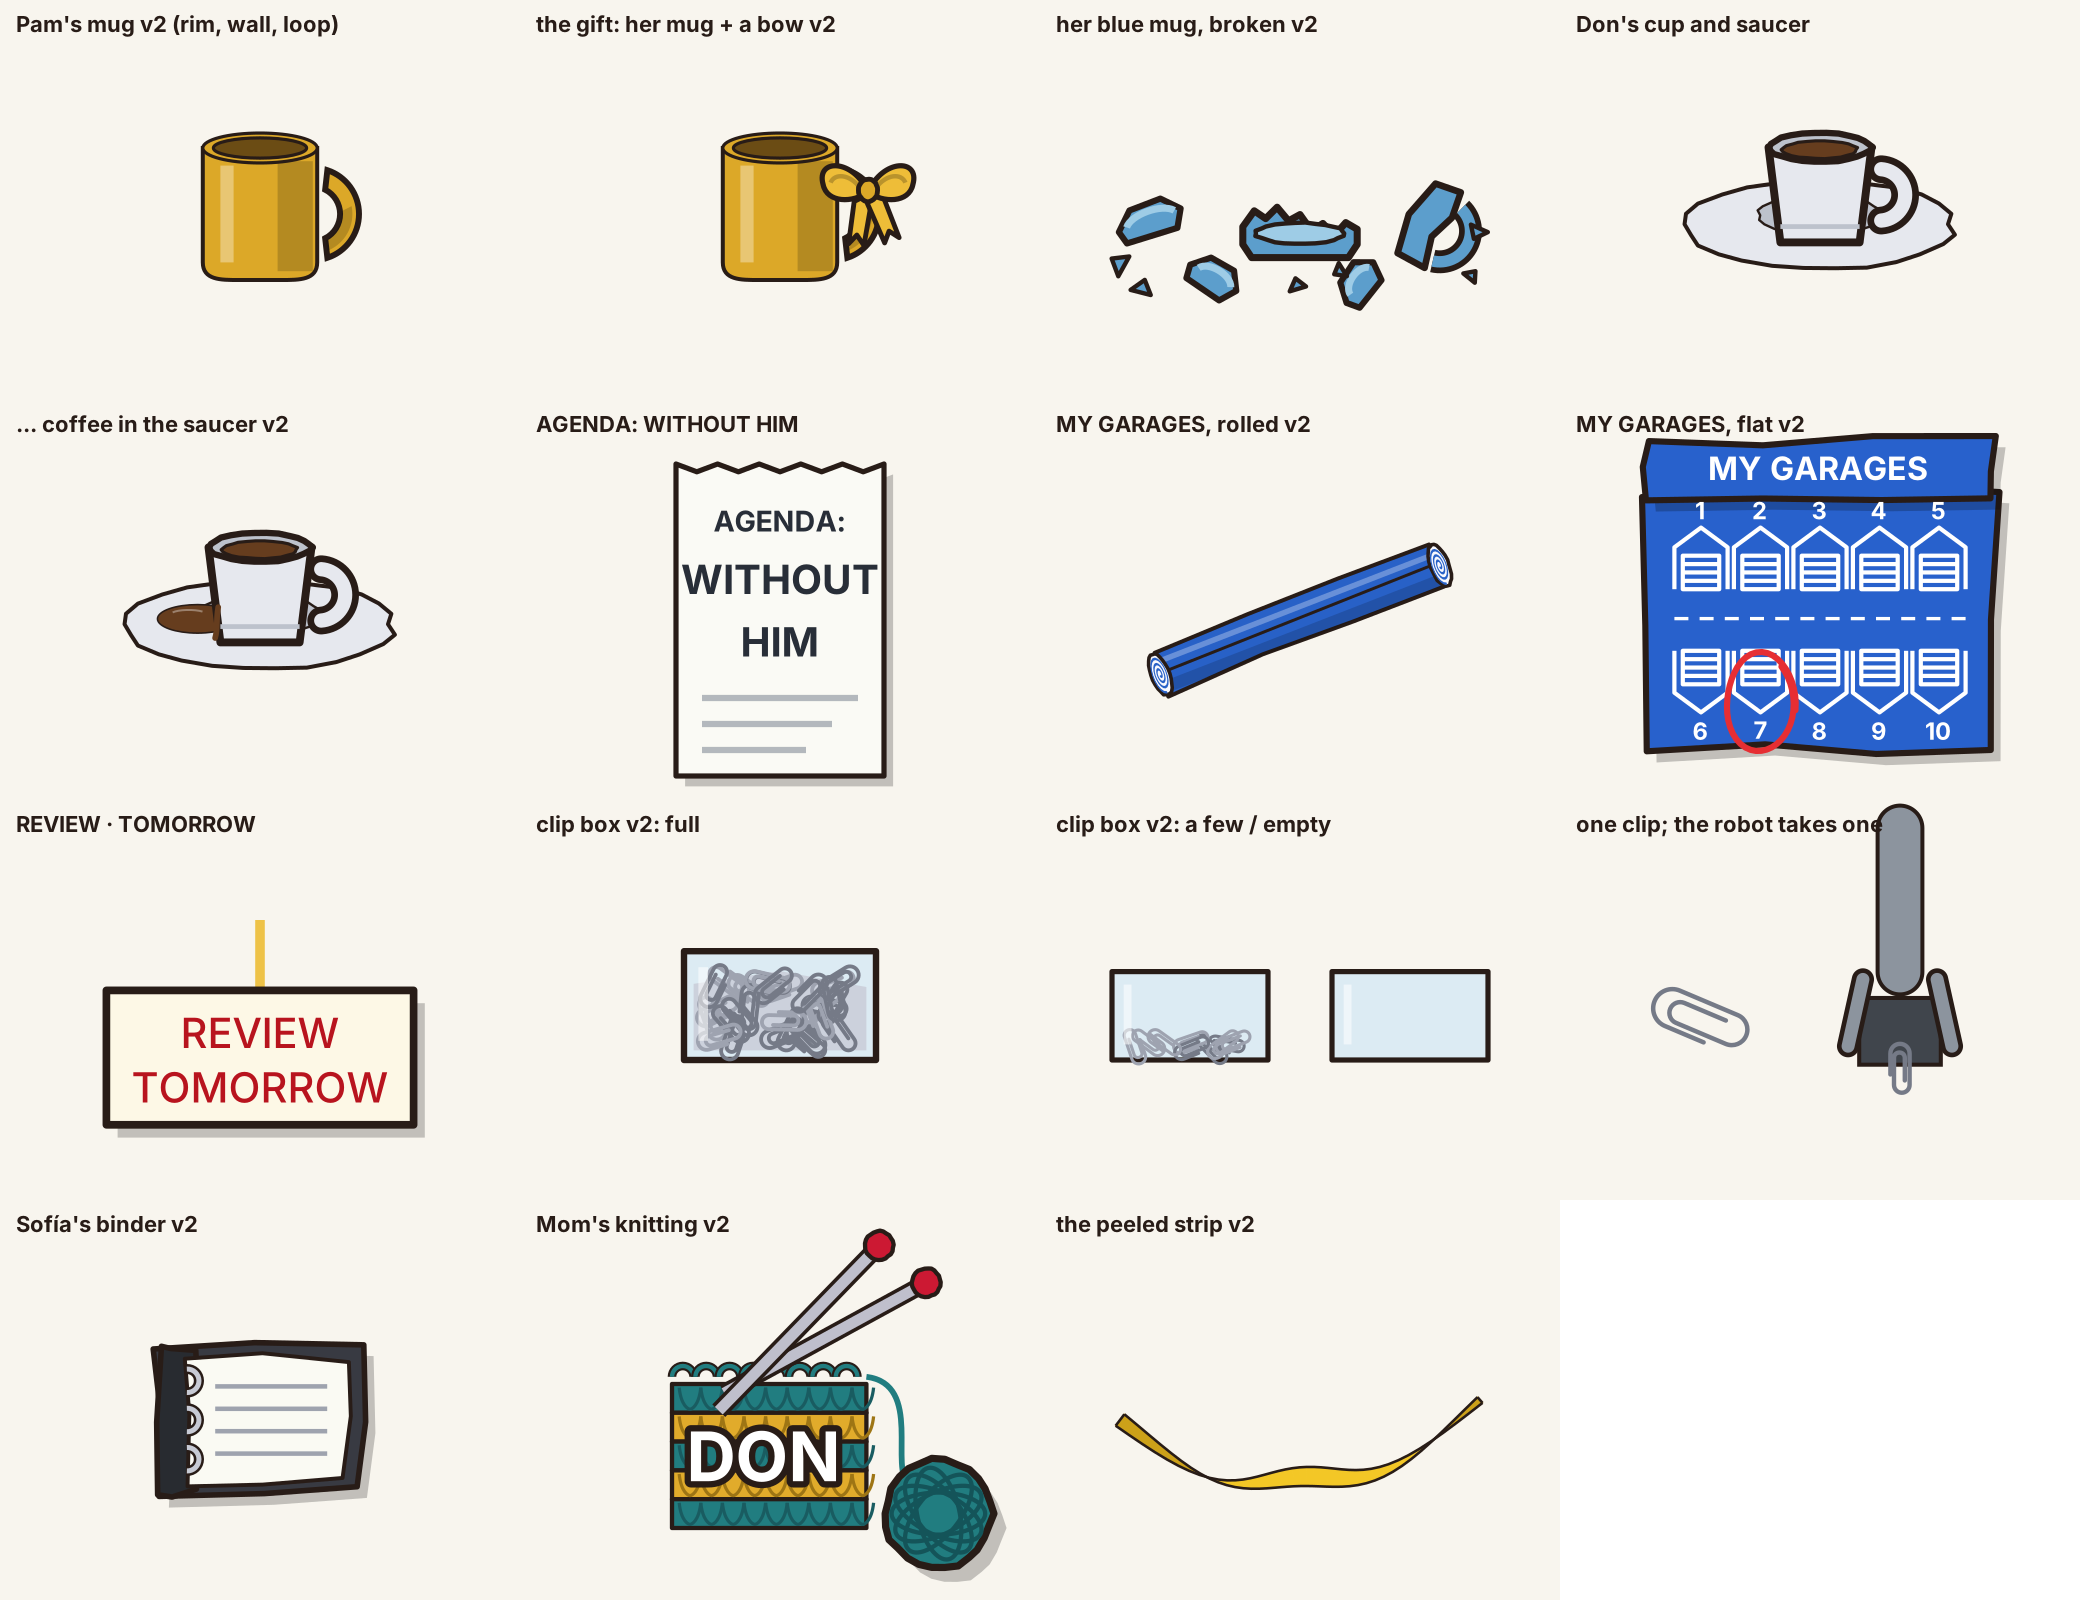 Pam's mug v2 (rim, wall, loop)
the gift: her mug + a bow v2
her blue mug, broken v2
Don's cup and saucer
... coffee in the saucer v2
AGENDA: WITHOUT HIM
AGENDA:
WITHOUT
HIM
MY GARAGES, rolled v2
MY GARAGES, flat v2
MY GARAGES
1 2 3 4 5
6 7 8 9 10
REVIEW · TOMORROW
REVIEW
TOMORROW
clip box v2: full
clip box v2: a few / empty
one clip; the robot takes one
Sofía's binder v2
Mom's knitting v2
DON
the peeled strip v2